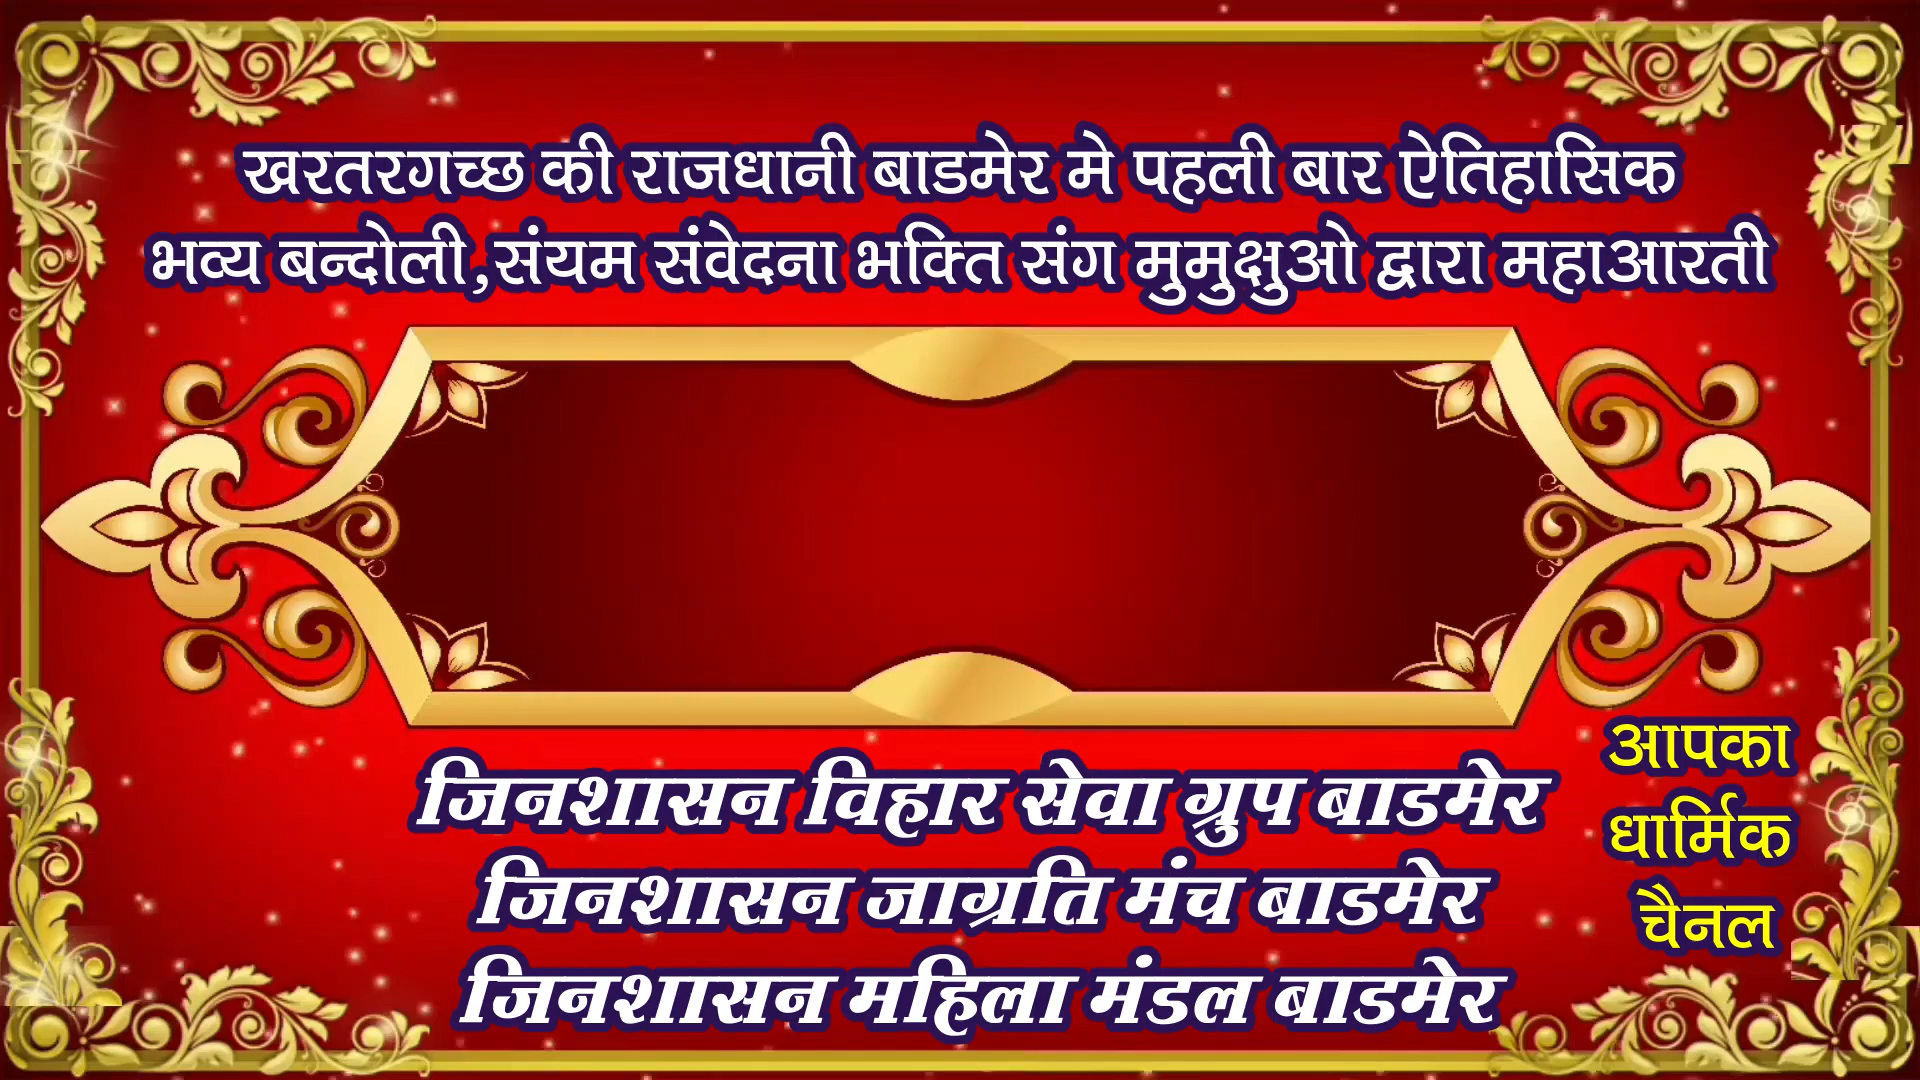 खरतरगच्छ की राजधानी बाडमेर मे पहली बार ऐतिहासिक
भव्य बन्दोली,संयम संवेदना भक्ति संग मुमुक्षुओ द्वारा महाआरती
जिनशासन विहार सेवा ग्रुप बाडमेर
जिनशासन जाग्रति मंच बाडमेर
जिनशासन महिला मंडल बाडमेर
आपका
धार्मिक
चैनल